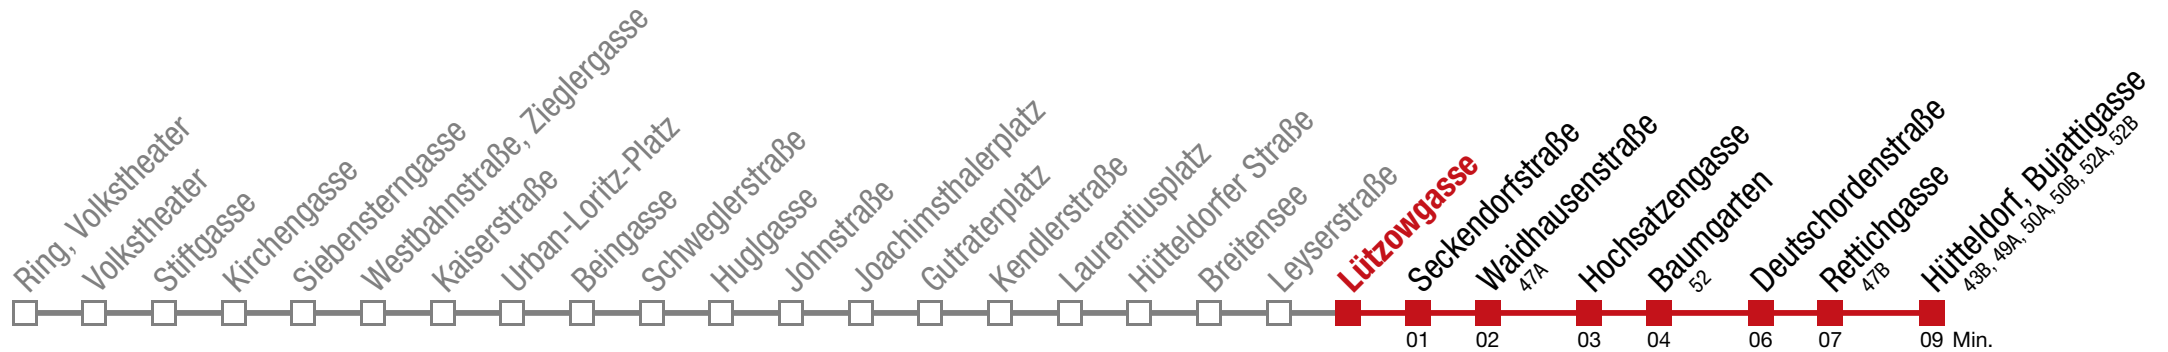 Ring, Volkstheater
Volkstheater
Stiftgasse
Kirchengasse
Siebensterngasse
Westbahnstraße, Zieglergasse
Kaiserstraße
Urban-Loritz-Platz
Beingasse
Schweglerstraße
Huglgasse
Johnstraße
Joachimsthalerplatz
Gutraterplatz
Kendlerstraße
Laurentiusplatz
Hütteldorfer Straße
Breitensee
Leyserstraße
Lützowgasse
Seckendorfstraße
Waidhausenstraße
47A
Hochsatzengasse
Baumgarten
52
Deutschordenstraße
Rettichgasse
47B
Hütteldorf, Bujattigasse
43B, 49A, 50A, 50B, 52A, 52B
01 02 03 04 06 07 09 Min.